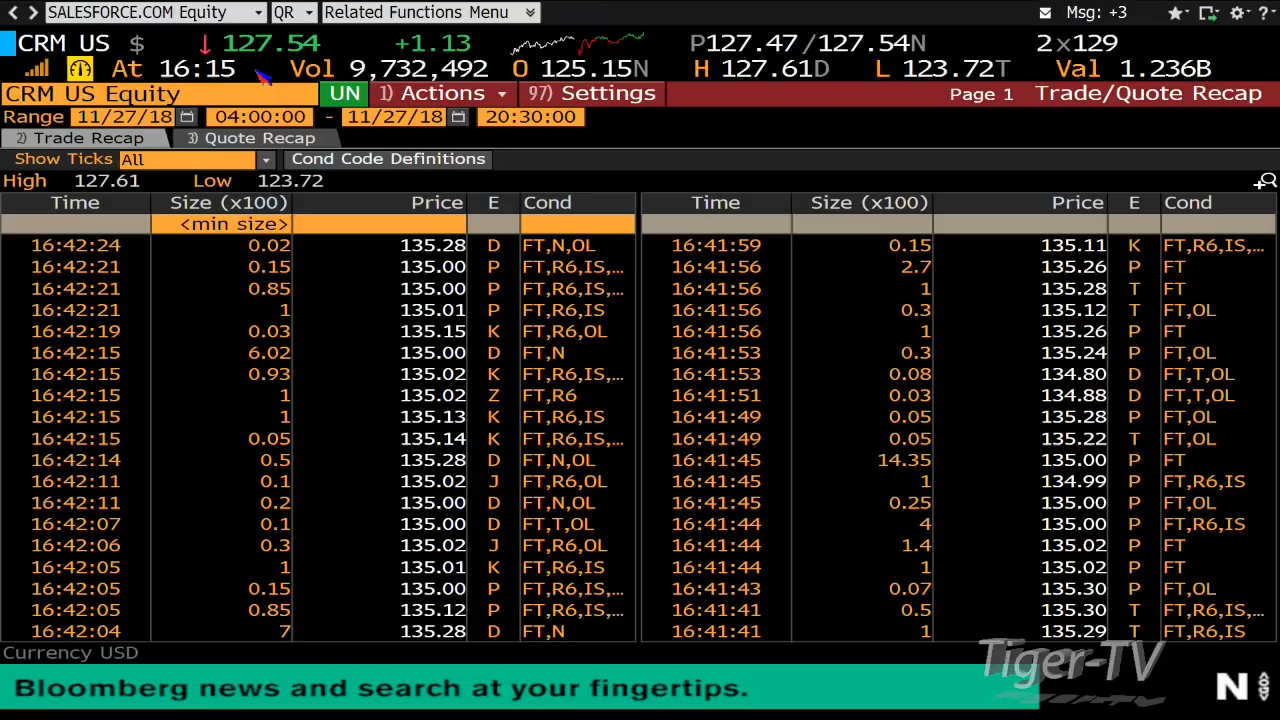 SALESFORCE.COM Equity QR Related Functions Menu Msg: +3
CRM US $ ↓ 127.54 +1.13 P127.47/127.54N 2x129
At 16:15 Vol 9,732,492 O 125.15N H 127.61D L 123.72T Val 1.236B
CRM US Equity UN 1) Actions 97) Settings Page 1 Trade/Quote Recap
Range 11/27/18 04:00:00 - 11/27/18 20:30:00
2) Trade Recap 3) Quote Recap
Show Ticks All Cond Code Definitions
High 127.61 Low 123.72
Time Size (x100) Price E Cond Time Size (x100) Price E Cond
<min size>
16:42:24 0.02 135.28 D FT,N,OL 16:41:59 0.15 135.11 K FT,R6,IS,...
16:42:21 0.15 135.00 P FT,R6,IS,... 16:41:56 2.7 135.26 P FT
16:42:21 0.85 135.00 P FT,R6,IS,... 16:41:56 1 135.28 T FT
16:42:21 1 135.01 P FT,R6,IS 16:41:56 0.3 135.12 T FT,OL
16:42:19 0.03 135.15 K FT,R6,OL 16:41:56 1 135.26 P FT
16:42:15 6.02 135.00 D FT,N 16:41:53 0.3 135.24 P FT,OL
16:42:15 0.93 135.02 K FT,R6,IS,... 16:41:53 0.08 134.80 D FT,T,OL
16:42:15 1 135.02 Z FT,R6 16:41:51 0.03 134.88 D FT,T,OL
16:42:15 1 135.13 K FT,R6,IS 16:41:49 0.05 135.28 P FT,OL
16:42:15 0.05 135.14 K FT,R6,IS,... 16:41:49 0.05 135.22 T FT,OL
16:42:14 0.5 135.28 D FT,N,OL 16:41:45 14.35 135.00 P FT
16:42:11 0.1 135.02 J FT,R6,OL 16:41:45 1 134.99 P FT,R6,IS
16:42:11 0.2 135.00 D FT,N,OL 16:41:45 0.25 135.00 P FT,OL
16:42:07 0.1 135.00 D FT,T,OL 16:41:44 4 135.00 P FT,R6,IS
16:42:06 0.3 135.02 J FT,R6,OL 16:41:44 1.4 135.02 P FT
16:42:05 1 135.01 K FT,R6,IS 16:41:44 1 135.02 P FT
16:42:05 0.15 135.00 P FT,R6,IS,... 16:41:43 0.07 135.30 P FT,OL
16:42:05 0.85 135.12 P FT,R6,IS,... 16:41:41 0.5 135.30 T FT,R6,IS,...
16:42:04 7 135.28 D FT,N 16:41:41 1 135.29 T FT,R6,IS
Currency USD
Tiger-TV
Bloomberg news and search at your fingertips. N